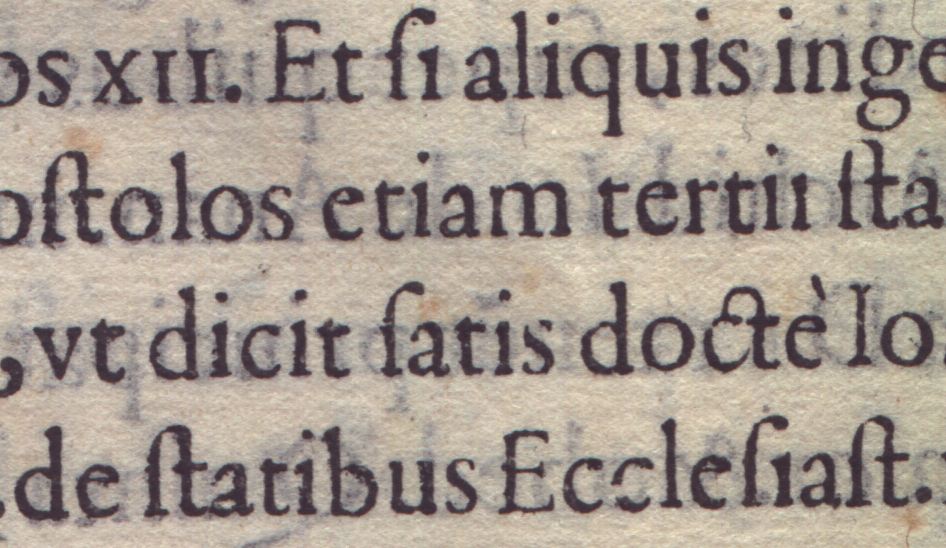 os XII. Et ſi aliquis inge
oſtolos etiam tertii ſta
, vt dicit ſatis doctè Io.
. de ſtatibus Eccleſiaſt.